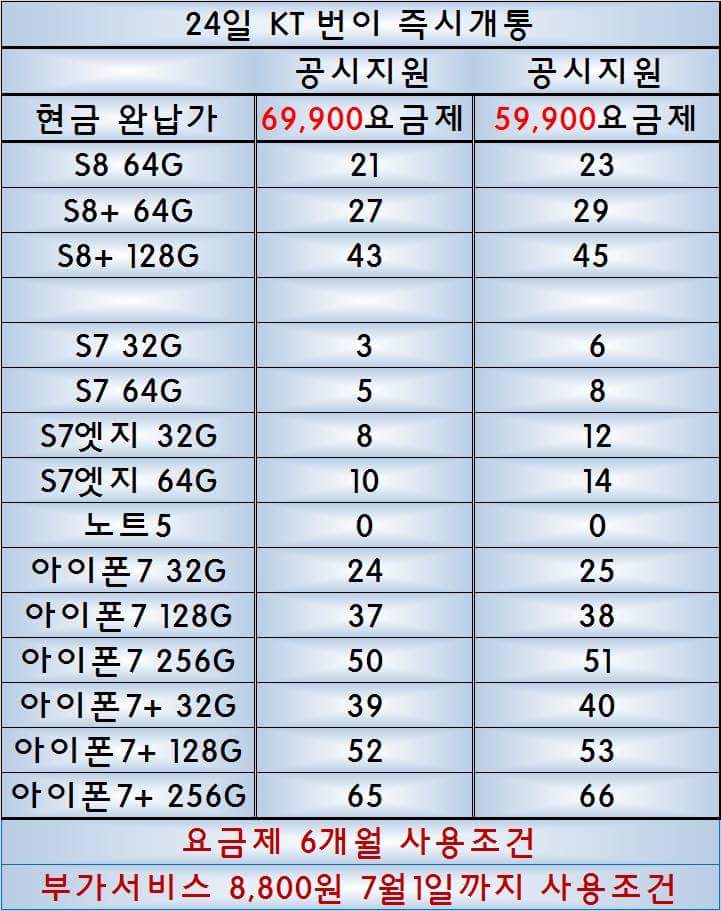 24일 KT 번이 즉시개통
공시지원 공시지원
현금 완납가 69,900요금제 59,900요금제
S8 64G 21 23
S8+ 64G 27 29
S8+ 128G 43 45
S7 32G 3 6
S7 64G 5 8
S7엣지 32G 8 12
S7엣지 64G 10 14
노트5 0 0
아이폰7 32G 24 25
아이폰7 128G 37 38
아이폰7 256G 50 51
아이폰7+ 32G 39 40
아이폰7+ 128G 52 53
아이폰7+ 256G 65 66
요금제 6개월 사용조건
부가서비스 8,800원 7월1일까지 사용조건